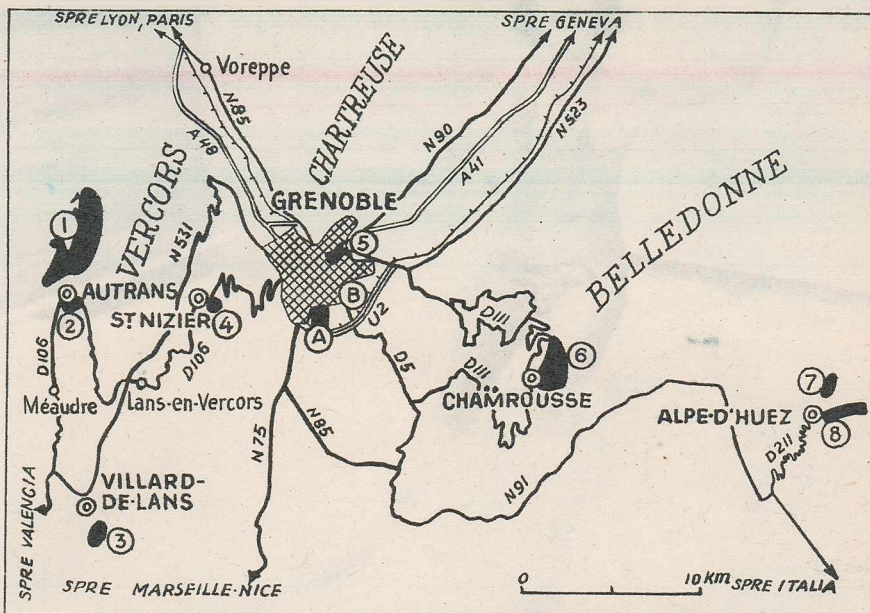 SPRE LYON, PARIS
SPRE GENEVA
Voreppe
N85
A48
CHARTREUSE
N90
A41
N523
VERCORS
GRENOBLE
BELLEDONNE
1
N531
5
AUTRANS
B
D111
2
ST NIZIER
4
A
U2
6
D106
D106
D5
D111
7
Méaudre
Lans-en-Vercors
CHAMROUSSE
ALPE-D'HUEZ
8
N75
N85
D211
VILLARD-
DE-LANS
N91
3
SPRE VALENCIA
SPRE MARSEILLE-NICE
0
10 km
SPRE ITALIA